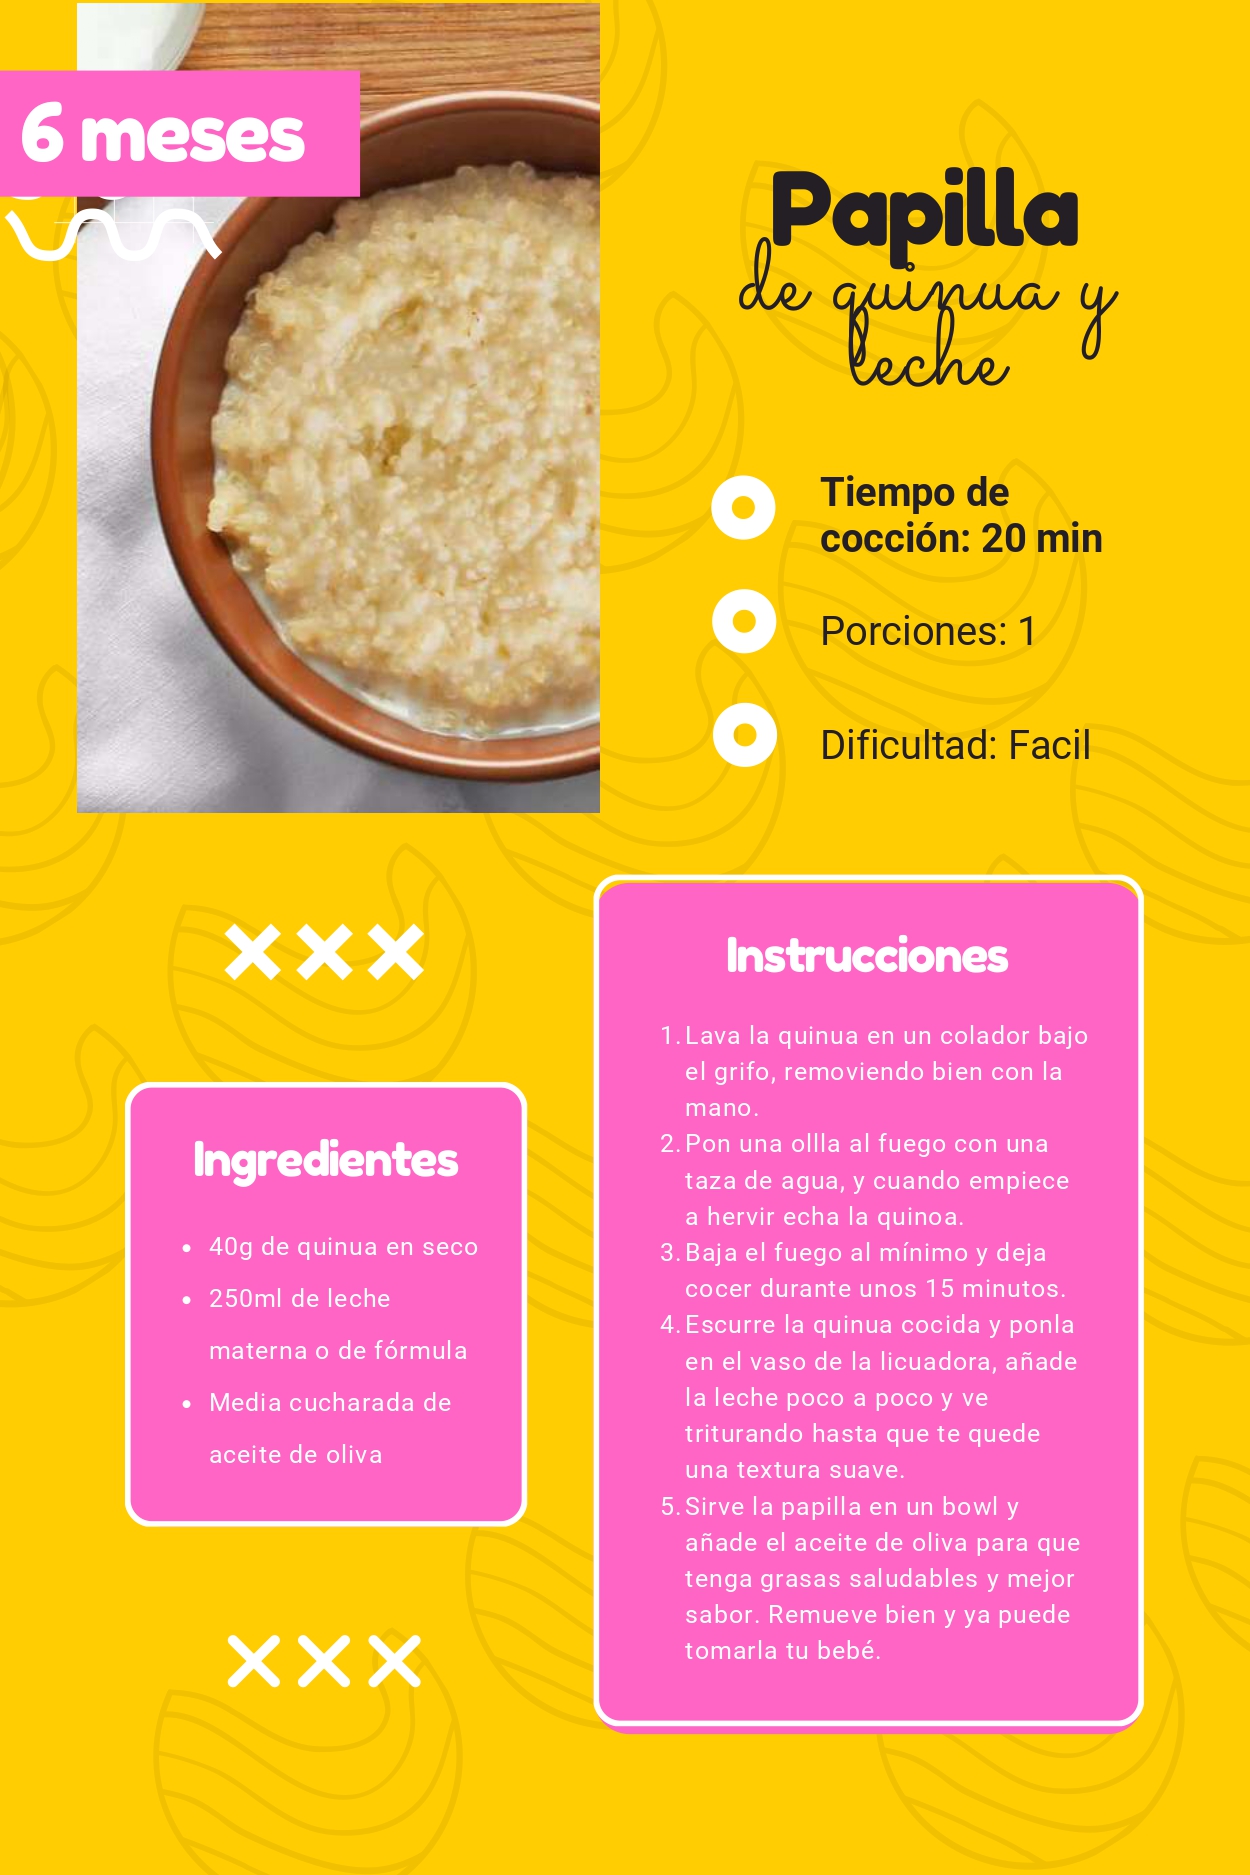 6 meses
Papilla
de quinua y
leche
Tiempo de
cocción: 20 min
Porciones: 1
Dificultad: Facil
Ingredientes
• 40g de quinua en seco
• 250ml de leche
materna o de fórmula
• Media cucharada de
aceite de oliva
Instrucciones
1. Lava la quinua en un colador bajo
el grifo, removiendo bien con la
mano.
2. Pon una ollla al fuego con una
taza de agua, y cuando empiece
a hervir echa la quinoa.
3. Baja el fuego al mínimo y deja
cocer durante unos 15 minutos.
4. Escurre la quinua cocida y ponla
en el vaso de la licuadora, añade
la leche poco a poco y ve
triturando hasta que te quede
una textura suave.
5. Sirve la papilla en un bowl y
añade el aceite de oliva para que
tenga grasas saludables y mejor
sabor. Remueve bien y ya puede
tomarla tu bebé.